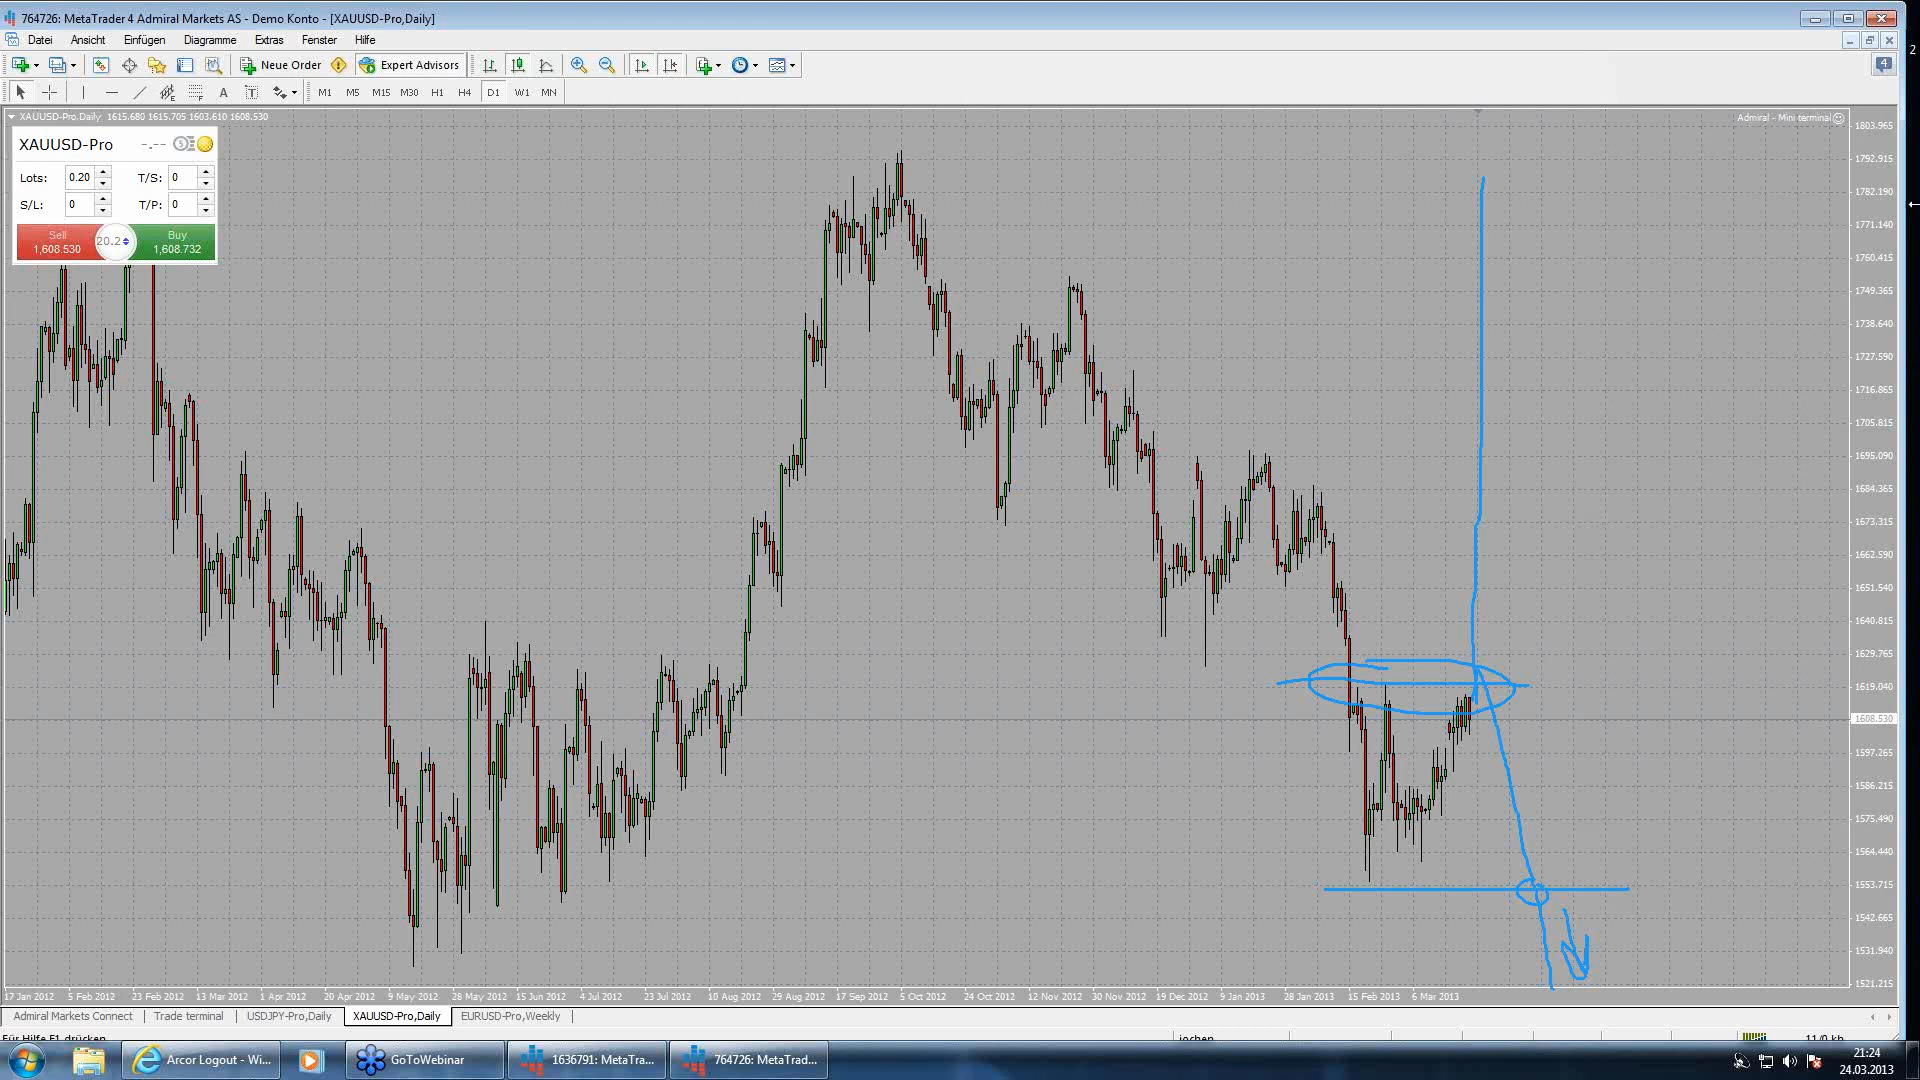 764726: MetaTrader 4 Admiral Markets AS - Demo Konto - [XAUUSD-Pro,Daily]
Datei Ansicht Einfügen Diagramme Extras Fenster Hilfe
Neue Order Expert Advisors
4
2
A T M1 M5 M15 M30 H1 H4 D1 W1 MN
XAUUSD-Pro,Daily 1615.680 1615.705 1603.610 1608.530
Admiral - Mini terminal
XAUUSD-Pro -.--
Lots: 0.20 T/S: 0
S/L: 0 T/P: 0
Sell 20.2 Buy
1,608.530 1,608.732
1803.965
1792.915
1782.190
1771.140
1760.415
1749.365
1738.640
1727.590
1716.865
1705.815
1695.090
1684.365
1673.315
1662.590
1651.540
1640.815
1629.765
1619.040
1608.530
1597.265
1586.215
1575.490
1564.440
1553.715
1542.665
1531.940
1521.215
17 Jan 2012 5 Feb 2012 23 Feb 2012 13 Mar 2012 1 Apr 2012 20 Apr 2012 9 May 2012 28 May 2012 15 Jun 2012 4 Jul 2012 23 Jul 2012 10 Aug 2012 29 Aug 2012 17 Sep 2012 5 Oct 2012 24 Oct 2012 12 Nov 2012 30 Nov 2012 19 Dec 2012 9 Jan 2013 28 Jan 2013 15 Feb 2013 6 Mar 2013
Admiral Markets Connect Trade terminal USDJPY-Pro,Daily XAUUSD-Pro,Daily EURUSD-Pro,Weekly
Für Hilfe F1 drücken jochen 11/0 kb
Arcor Logout - Wi... GoToWebinar 1636791: MetaTra... 764726: MetaTrad...
21:24
24.03.2013